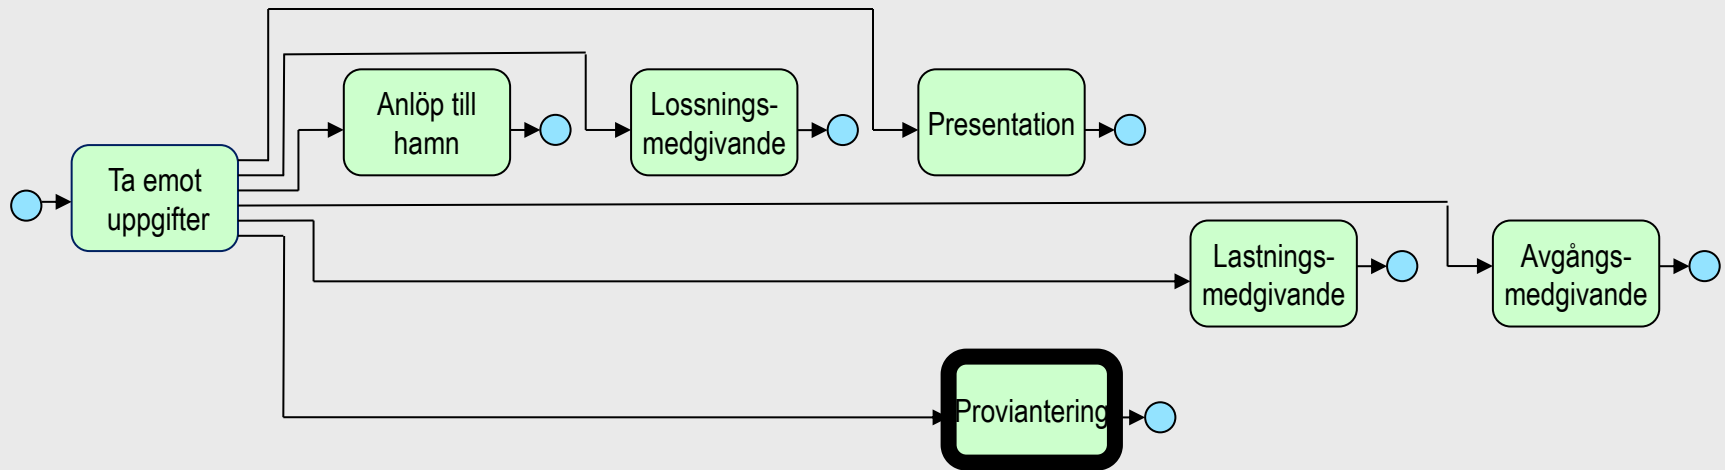 Anlöp till
hamn
Lossnings-
medgivande
Presentation
Ta emot
uppgifter
Lastnings-
medgivande
Avgångs-
medgivande
Proviantering